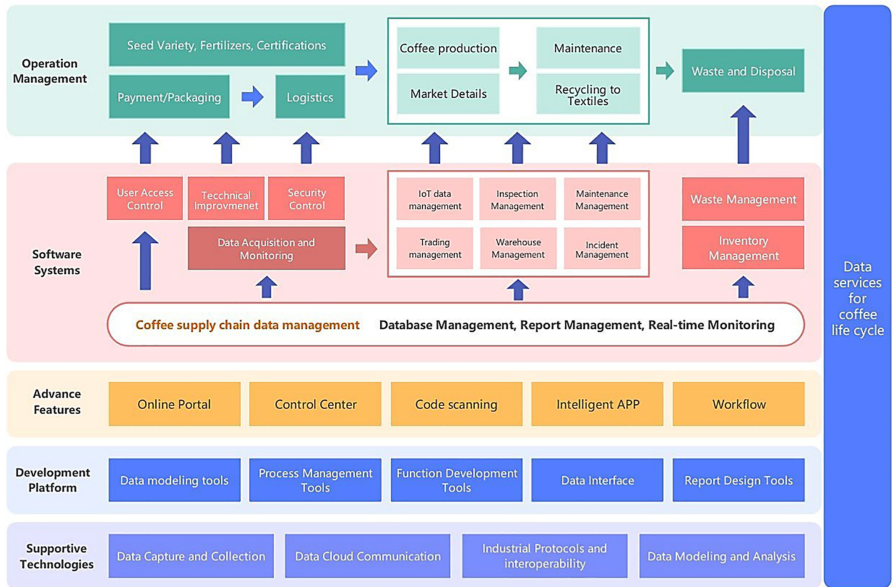 Operation
Management
Seed Variety, Fertilizers, Certifications
Payment/Packaging
Logistics
Coffee production
Maintenance
Market Details
Recycling to
Textiles
Waste and Disposal
Software
Systems
User Access
Control
Tecchnical
Improvmenet
Security
Control
Data Acquisition and
Monitoring
IoT data
management
Inspection
Management
Maintenance
Management
Trading
management
Warehouse
Management
Incident
Management
Waste Management
Inventory
Management
Coffee supply chain data management Database Management, Report Management, Real-time Monitoring
Advance
Features
Online Portal
Control Center
Code scanning
Intelligent APP
Workflow
Development
Platform
Data modeling tools
Process Management
Tools
Function Development
Tools
Data Interface
Report Design Tools
Supportive
Technologies
Data Capture and Collection
Data Cloud Communication
Industrial Protocols and
interoperability
Data Modeling and Analysis
Data
services
for
coffee
life cycle